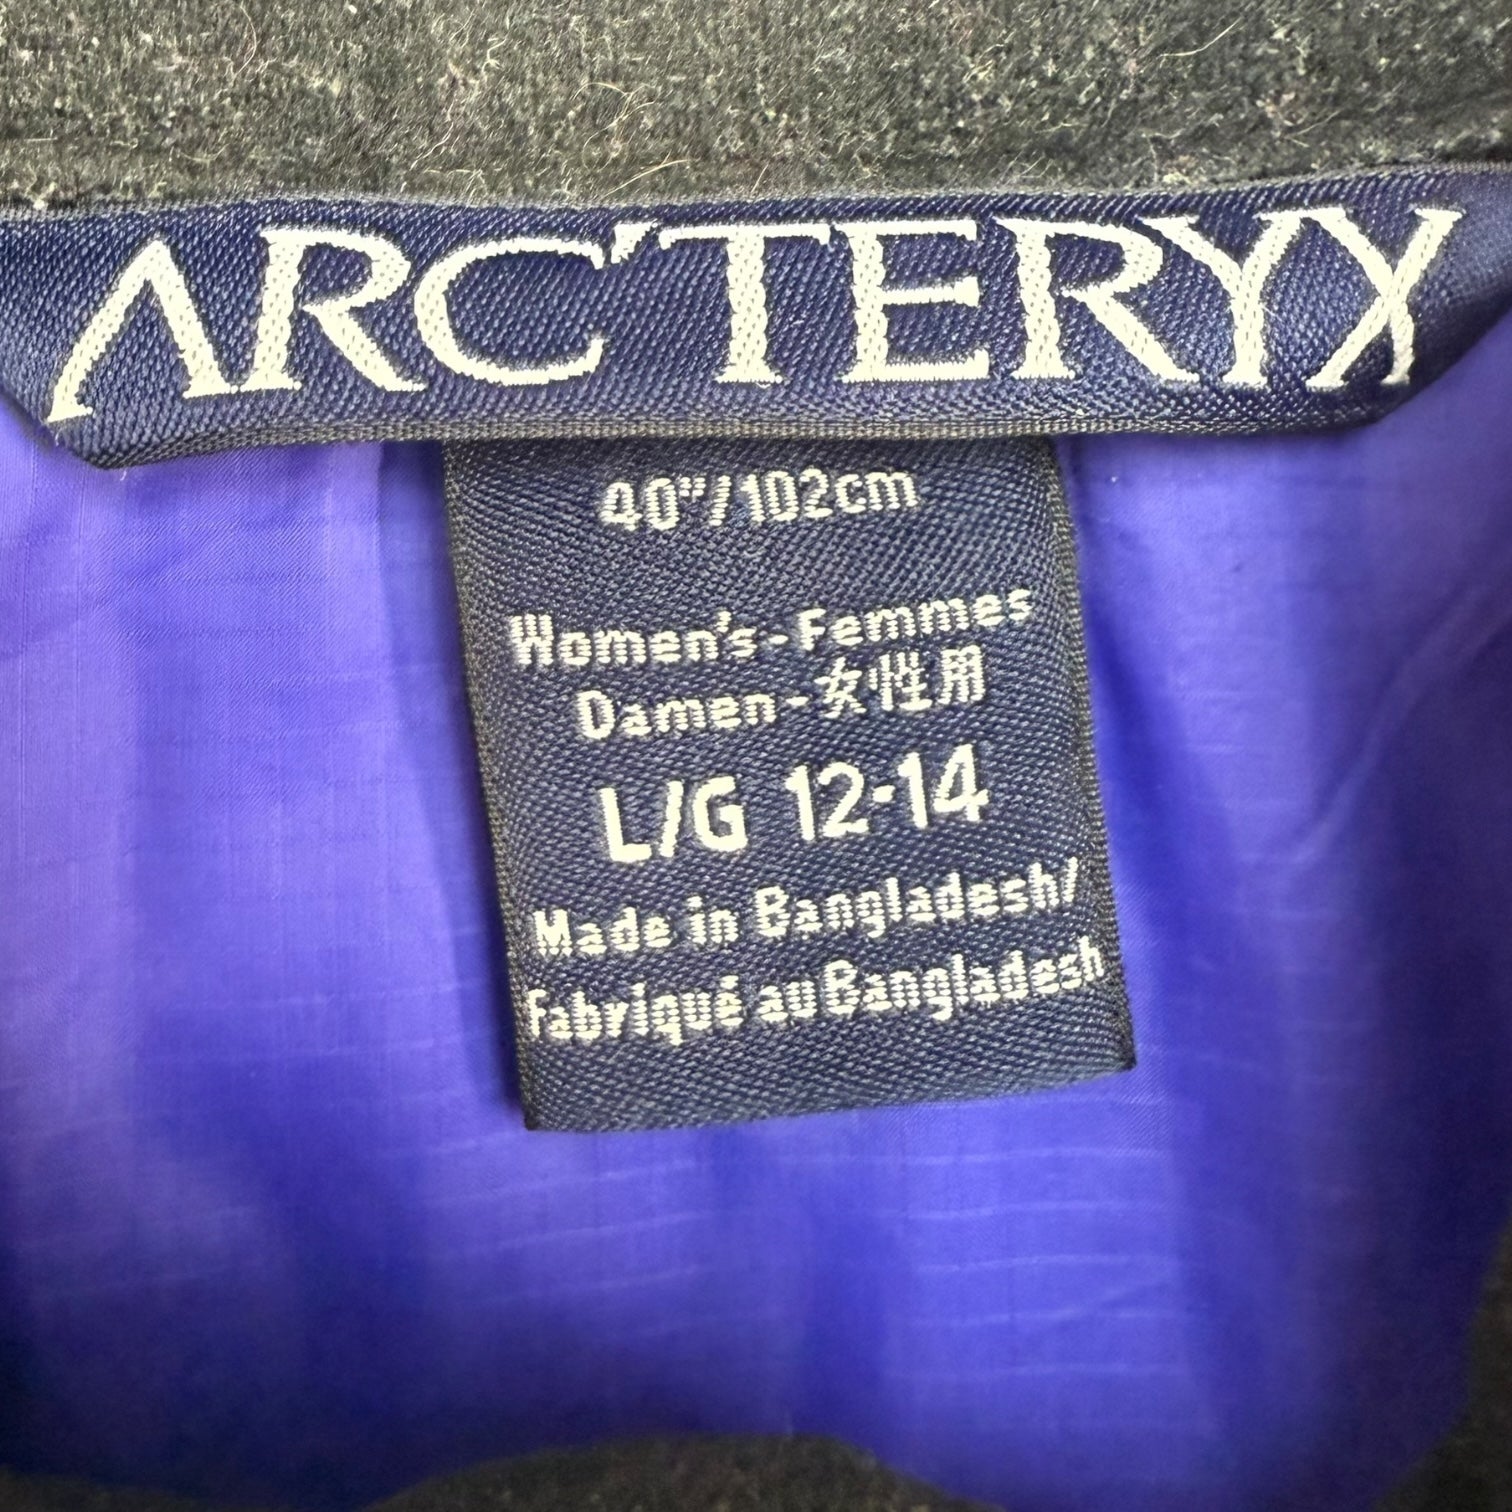 ARC'TERYX
40"/102cm
Women's-Femmes
Damen-女性用
L/G 12-14
Made in Bangladesh/
Fabriqué au Bangladesh